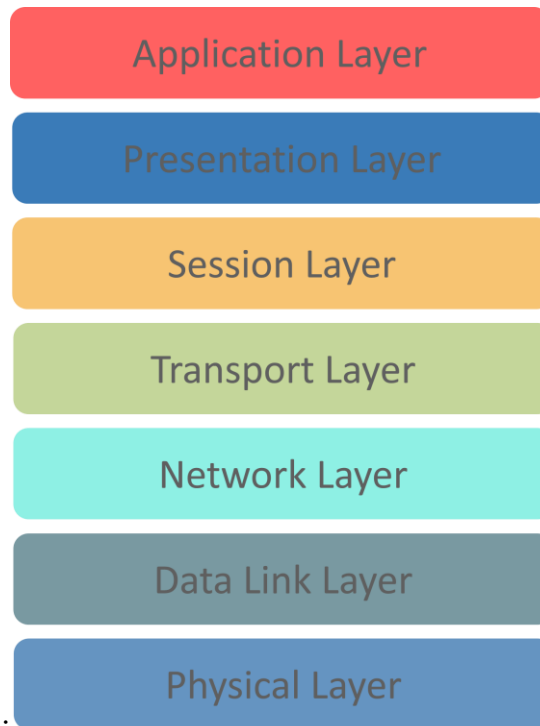 Application Layer
Presentation Layer
Session Layer
Transport Layer
Network Layer
Data Link Layer
Physical Layer
.